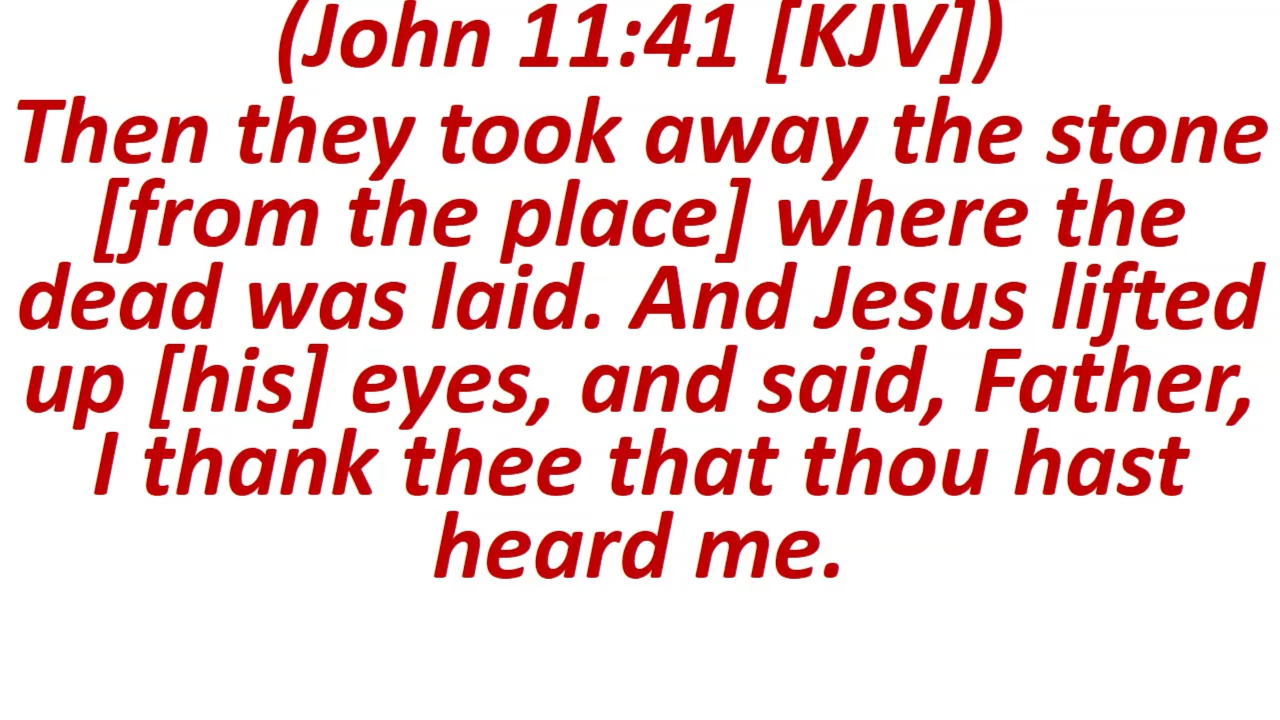 (John 11:41 [KJV])
Then they took away the stone
[from the place] where the
dead was laid. And Jesus lifted
up [his] eyes, and said, Father,
I thank thee that thou hast
heard me.